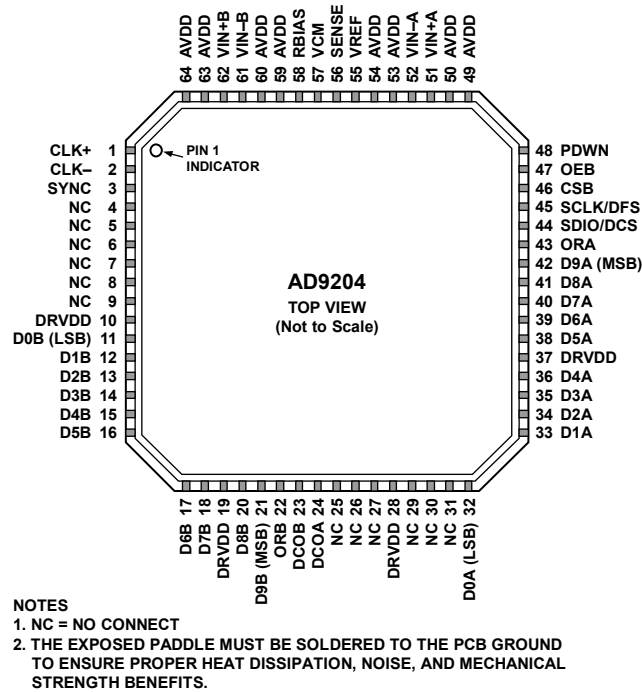 64 AVDD
63 AVDD
62 VIN+B
61 VIN–B
60 AVDD
59 AVDD
58 RBIAS
57 VCM
56 SENSE
55 VREF
54 AVDD
53 AVDD
52 VIN–A
51 VIN+A
50 AVDD
49 AVDD
CLK+ 1
CLK– 2
SYNC 3
NC 4
NC 5
NC 6
NC 7
NC 8
NC 9
DRVDD 10
D0B (LSB) 11
D1B 12
D2B 13
D3B 14
D4B 15
D5B 16
PIN 1
INDICATOR
AD9204
TOP VIEW
(Not to Scale)
48 PDWN
47 OEB
46 CSB
45 SCLK/DFS
44 SDIO/DCS
43 ORA
42 D9A (MSB)
41 D8A
40 D7A
39 D6A
38 D5A
37 DRVDD
36 D4A
35 D3A
34 D2A
33 D1A
D6B 17
D7B 18
DRVDD 19
D8B 20
D9B (MSB) 21
ORB 22
DCOB 23
DCOA 24
NC 25
NC 26
NC 27
DRVDD 28
NC 29
NC 30
NC 31
D0A (LSB) 32
NOTES
1. NC = NO CONNECT
2. THE EXPOSED PADDLE MUST BE SOLDERED TO THE PCB GROUND
TO ENSURE PROPER HEAT DISSIPATION, NOISE, AND MECHANICAL
STRENGTH BENEFITS.